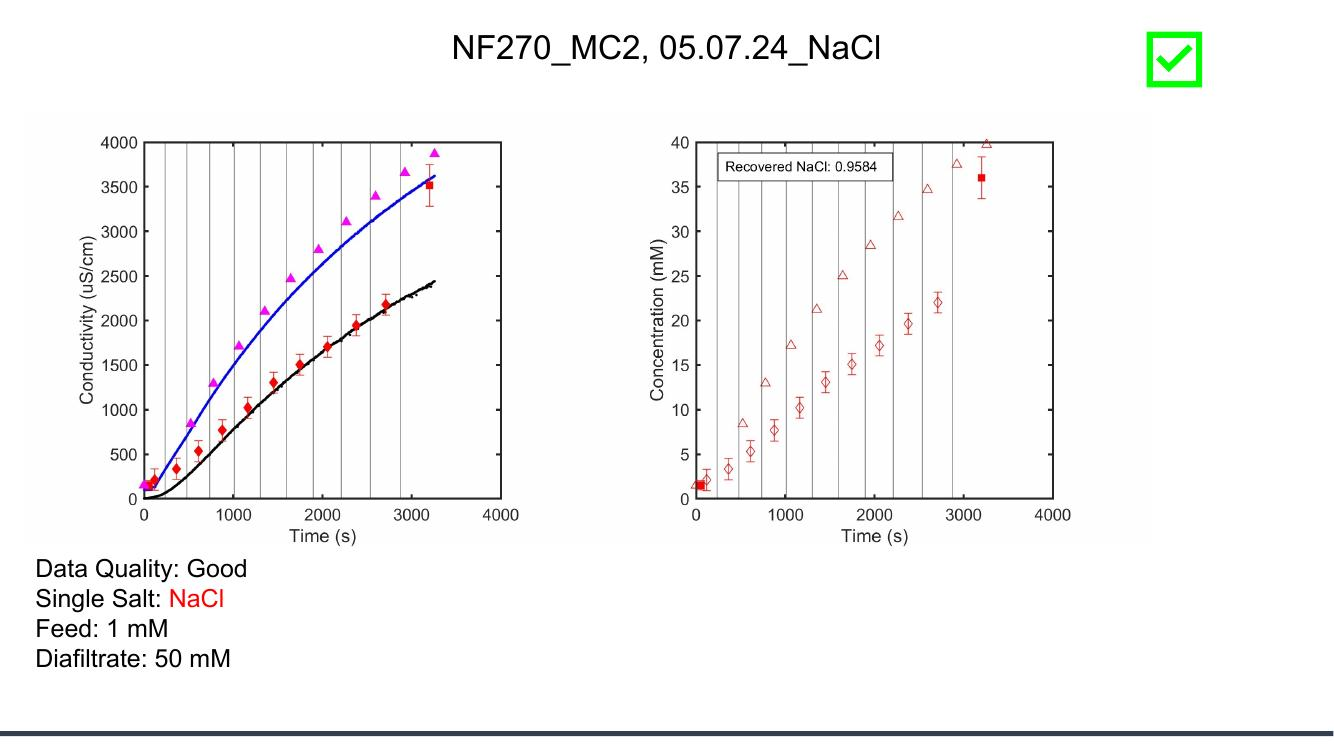 NF270_MC2, 05.07.24_NaCl
4000
3500
3000
2500
2000
1500
1000
500
0
Conductivity (uS/cm)
0 1000 2000 3000 4000
Time (s)
40
35
30
25
20
15
10
5
0
Concentration (mM)
Recovered NaCl: 0.9584
0 1000 2000 3000 4000
Time (s)
Data Quality: Good
Single Salt: NaCl
Feed: 1 mM
Diafiltrate: 50 mM